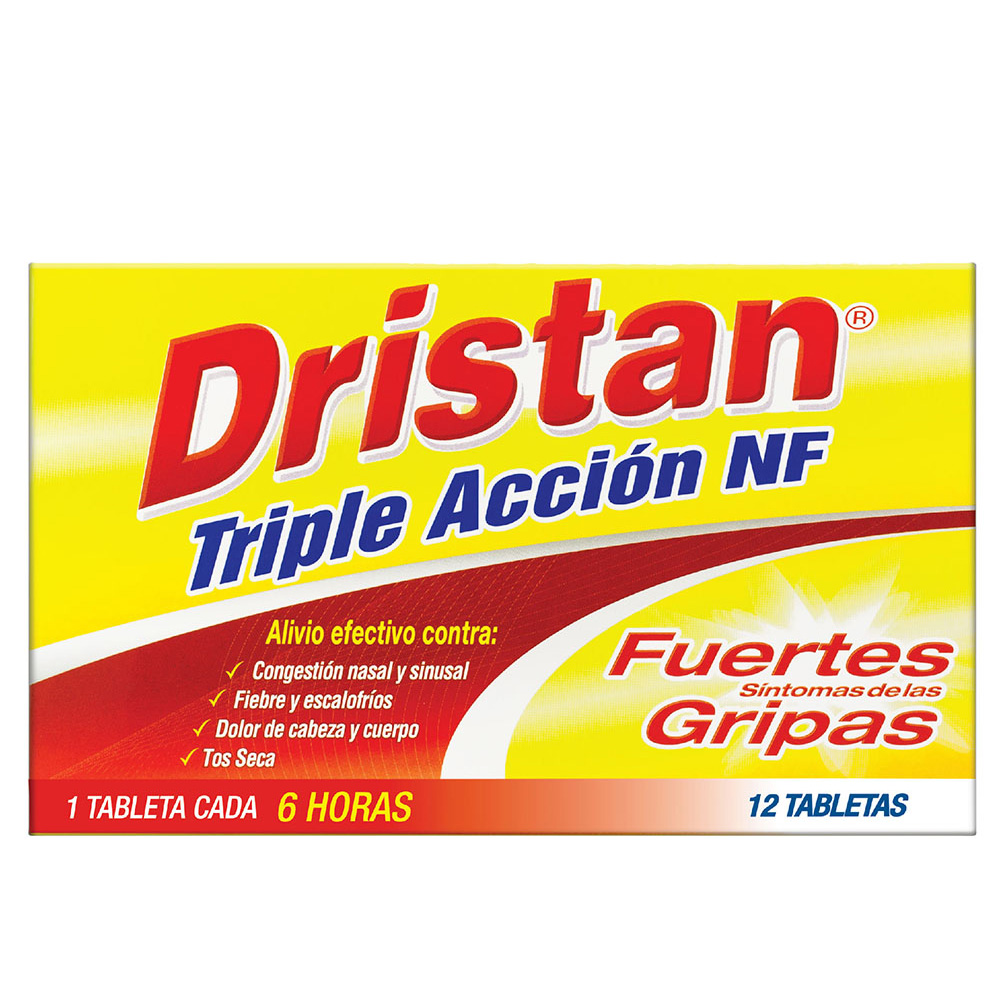 Dristan®
Triple Acción NF
Alivio efectivo contra:
✓ Congestión nasal y sinusal
✓ Fiebre y escalofríos
✓ Dolor de cabeza y cuerpo
✓ Tos Seca
Fuertes
Síntomas de las
Gripas
1 TABLETA CADA 6 HORAS
12 TABLETAS